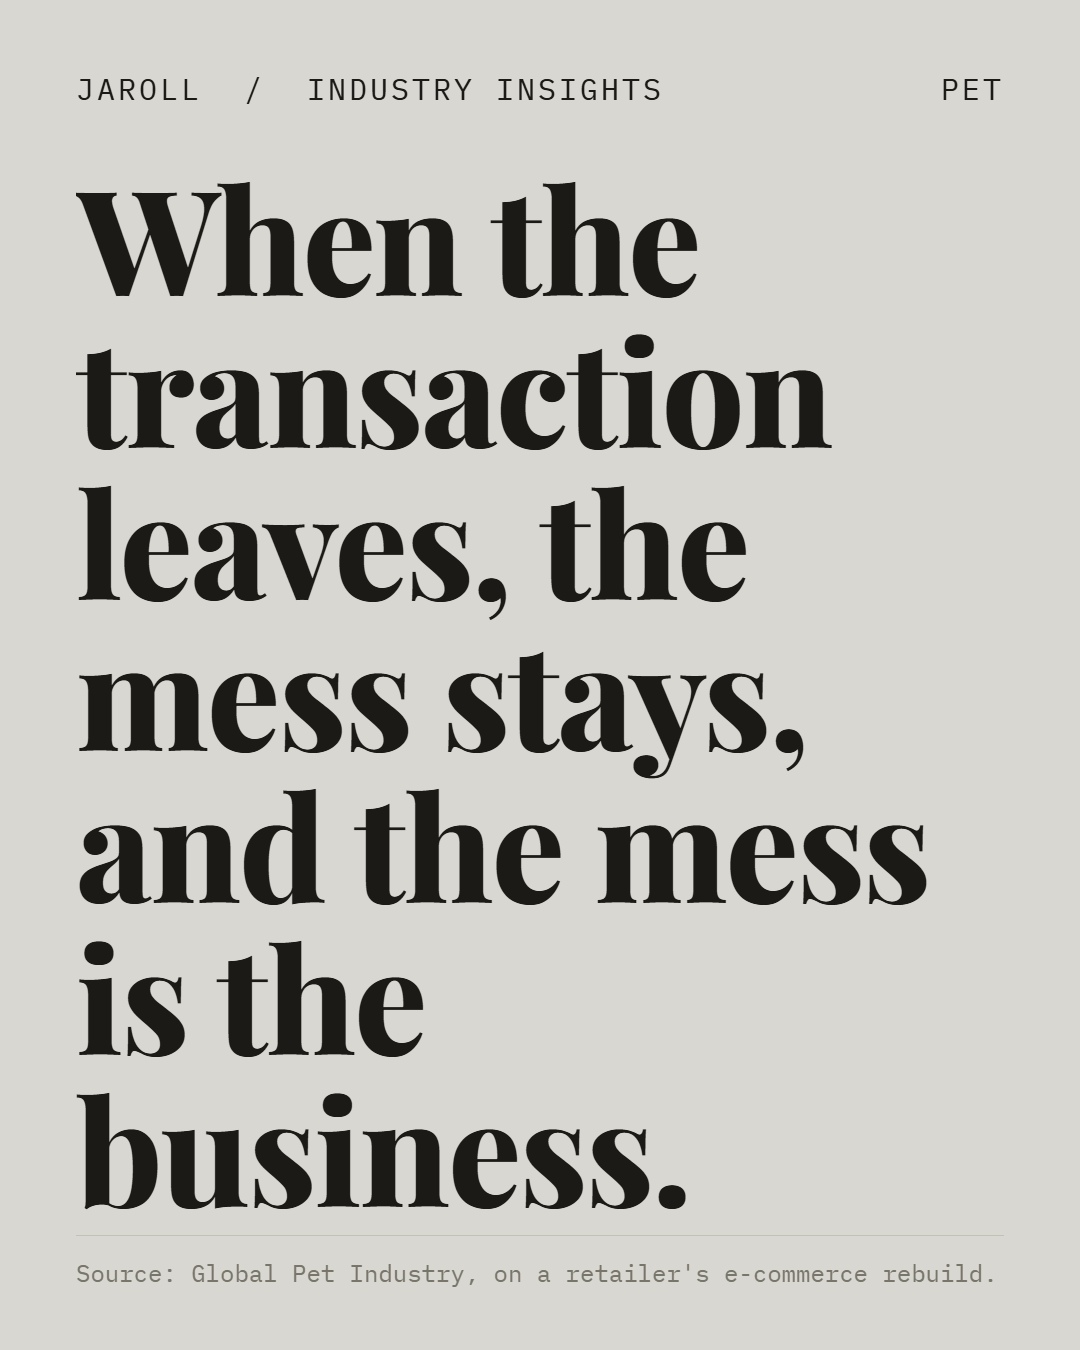 JAROLL / INDUSTRY INSIGHTS PET
When the
transaction
leaves, the
mess stays,
and the mess
is the
business.
Source: Global Pet Industry, on a retailer's e-commerce rebuild.